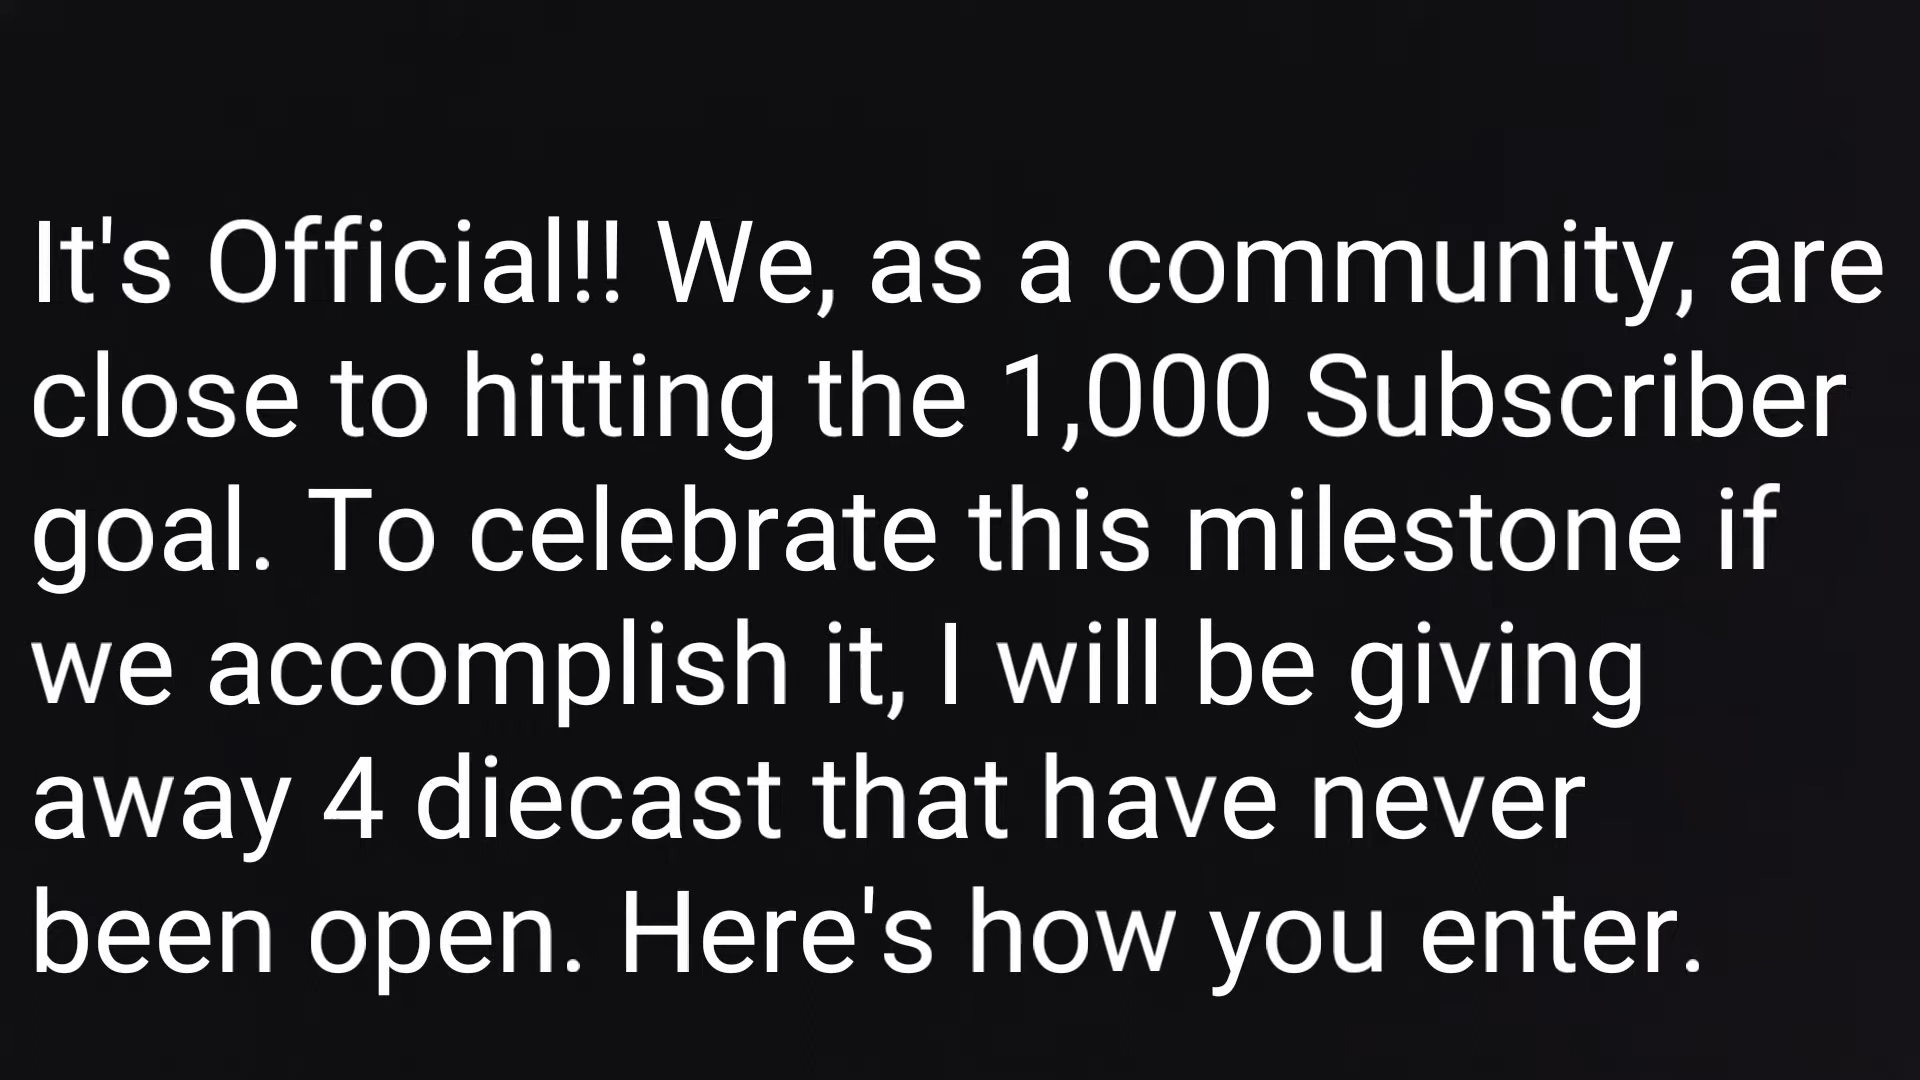 It's Official!! We, as a community, are
close to hitting the 1,000 Subscriber
goal. To celebrate this milestone if
we accomplish it, I will be giving
away 4 diecast that have never
been open. Here's how you enter.